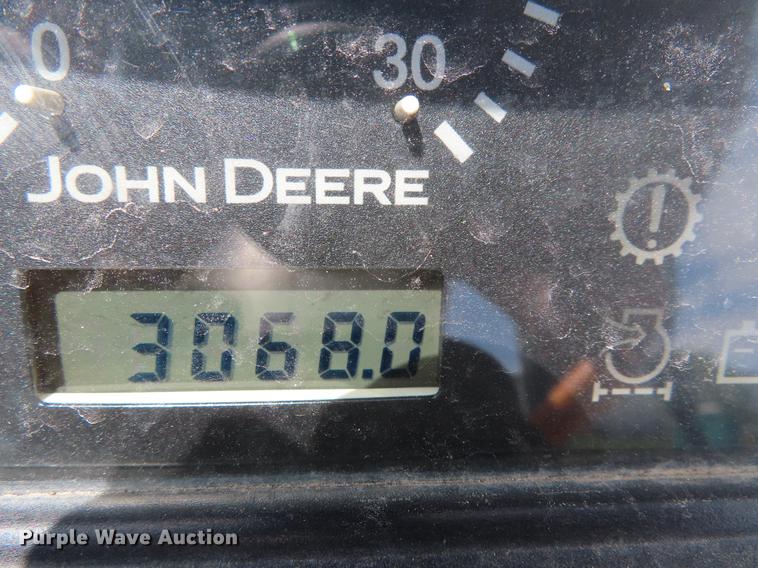 0 30
JOHN DEERE
3068.0
Purple Wave Auction